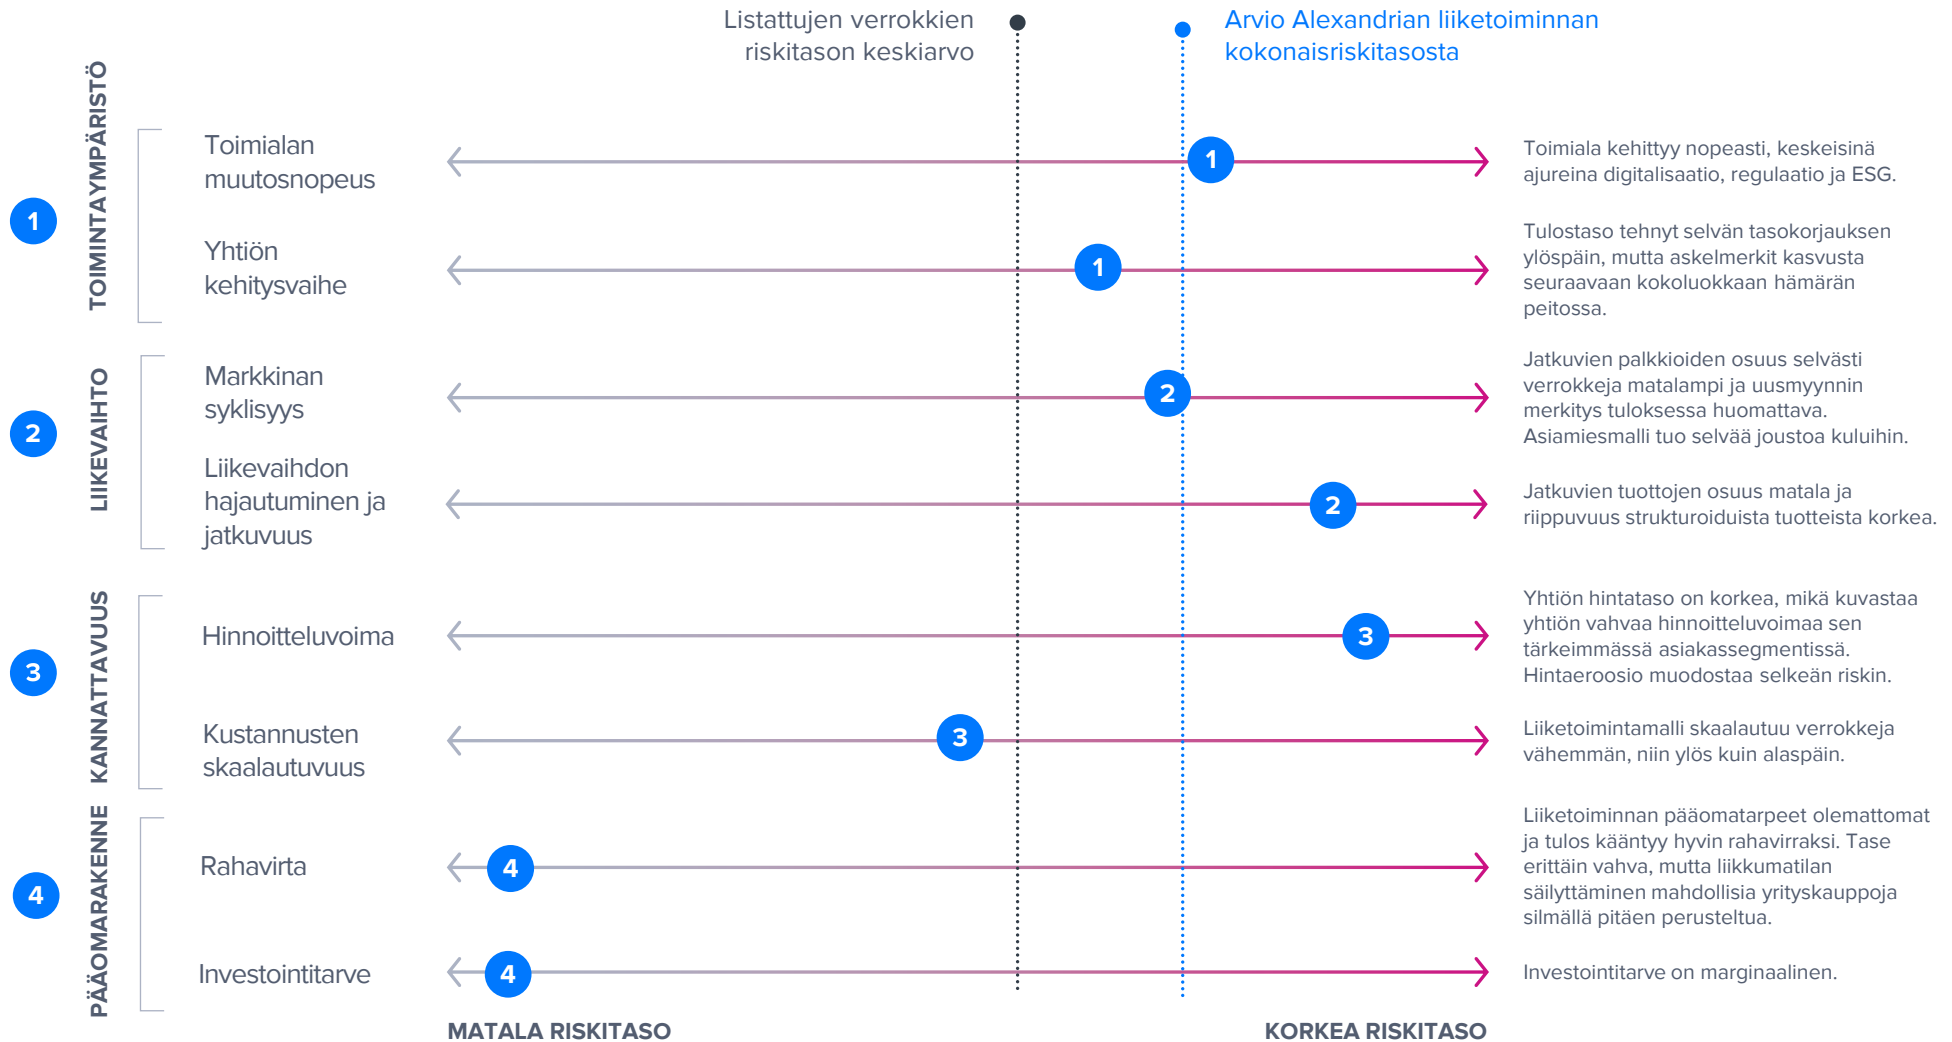 Listattujen verrokkien
riskitason keskiarvo
Arvio Alexandrian liiketoiminnan
kokonaisriskitasosta
1
TOIMINTAYMPÄRISTÖ
Toimialan
muutosnopeus
1
Toimiala kehittyy nopeasti, keskeisinä
ajureina digitalisaatio, regulaatio ja ESG.
Yhtiön
kehitysvaihe
1
Tulostaso tehnyt selvän tasokorjauksen
ylöspäin, mutta askelmerkit kasvusta
seuraavaan kokoluokkaan hämärän
peitossa.
2
LIIKEVAIHTO
Markkinan
syklisyys
2
Jatkuvien palkkioiden osuus selvästi
verrokkeja matalampi ja uusmyynnin
merkitys tuloksessa huomattava.
Asiamiesmalli tuo selvää joustoa kuluihin.
Liikevaihdon
hajautuminen ja
jatkuvuus
2
Jatkuvien tuottojen osuus matala ja
riippuvuus strukturoiduista tuotteista korkea.
3
KANNATTAVUUS
Hinnoitteluvoima
3
Yhtiön hintataso on korkea, mikä kuvastaa
yhtiön vahvaa hinnoitteluvoimaa sen
tärkeimmässä asiakassegmentissä.
Hintaeroosio muodostaa selkeän riskin.
Kustannusten
skaalautuvuus
3
Liiketoimintamalli skaalautuu verrokkeja
vähemmän, niin ylös kuin alaspäin.
4
PÄÄOMARAKENNE
Rahavirta
4
Liiketoiminnan pääomatarpeet olemattomat
ja tulos kääntyy hyvin rahavirraksi. Tase
erittäin vahva, mutta liikkumatilan
säilyttäminen mahdollisia yrityskauppoja
silmällä pitäen perusteltua.
Investointitarve
4
Investointitarve on marginaalinen.
MATALA RISKITASO
KORKEA RISKITASO